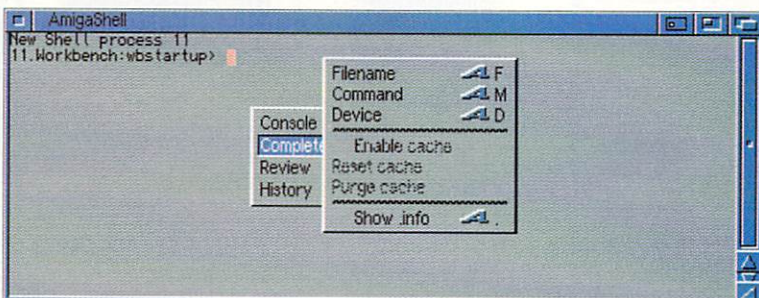 AmigaShell
New Shell process 11
11.Workbench:wbstartup>
Console
Complete
Review
History
Filename A F
Command A M
Device A D
Enable cache
Reset cache
Purge cache
Show .info A .